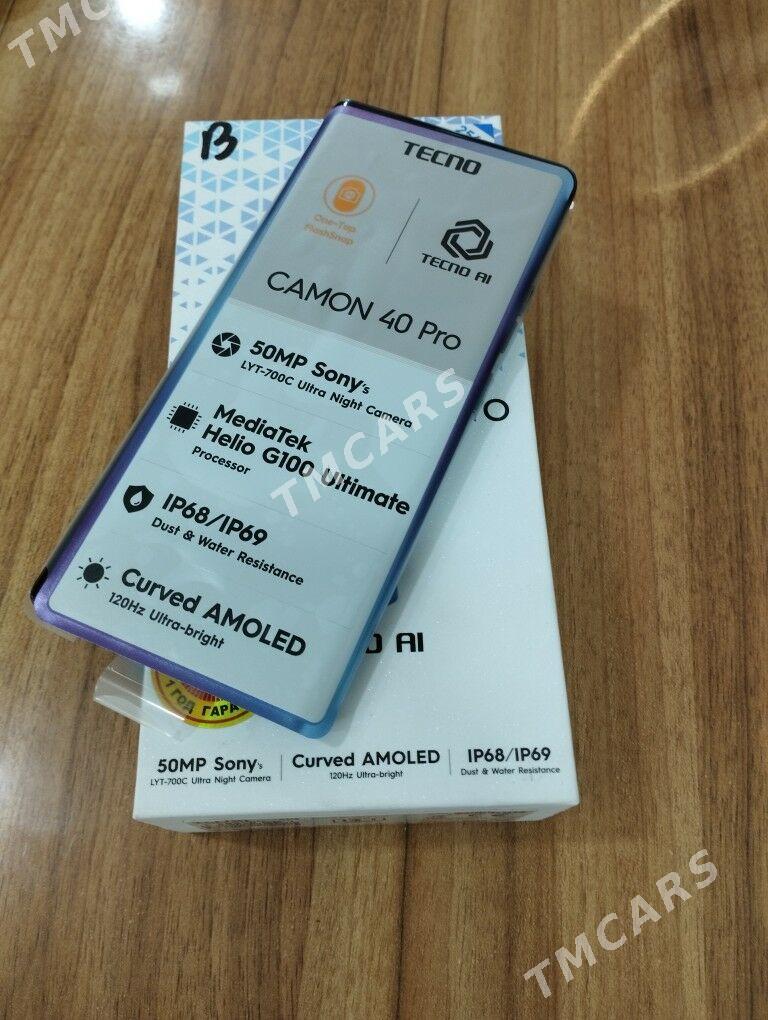 TMCARS
B
TECNO
One-Tap
FlashSnap
TECNO AI
CAMON 40 Pro
50MP Sony's
LYT-700C Ultra Night Camera
MediaTek
Helio G100 Ultimate
Processor
IP68/IP69
Dust & Water Resistance
Curved AMOLED
120Hz Ultra-bright
TMCARS
O
AI
1 ГОД ГАРА
50MP Sony's
LYT-700C Ultra Night Camera
Curved AMOLED
120Hz Ultra-bright
IP68/IP69
Dust & Water Resistance
TMCARS